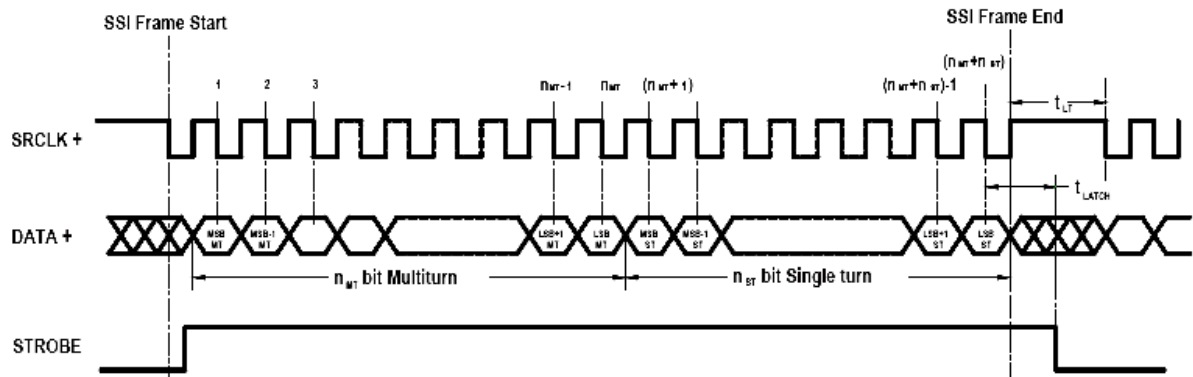 SSI Frame Start
SSI Frame End
1 2 3 nMT-1 nMT (nMT+1) (nMT+nST)-1 (nMT+nST)
tLT
SRCLK +
tLATCH
DATA +
MSB MT
MSB-1 MT
LSB+1 MT
LSB MT
MSB ST
MSB-1 ST
LSB+1 ST
LSB ST
nMT bit Multiturn
nST bit Single turn
STROBE